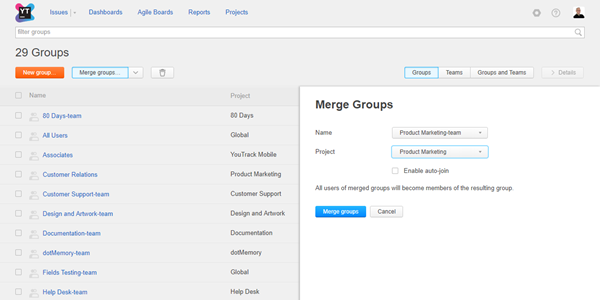 YT
Issues Dashboards Agile Boards Reports Projects
filter groups
29 Groups
New group... Merge groups... Groups Teams Groups and Teams Details
Name Project
80 Days-team 80 Days
All Users Global
Associates YouTrack Mobile
Customer Relations Product Marketing
Customer Support-team Customer Support
Design and Artwork-team Design and Artwork
Documentation-team Documentation
dotMemory-team dotMemory
Fields Testing-team Global
Help Desk-team Help Desk
Merge Groups
Name Product Marketing-team
Project Product Marketing
Enable auto-join
All users of merged groups will become members of the resulting group.
Merge groups Cancel